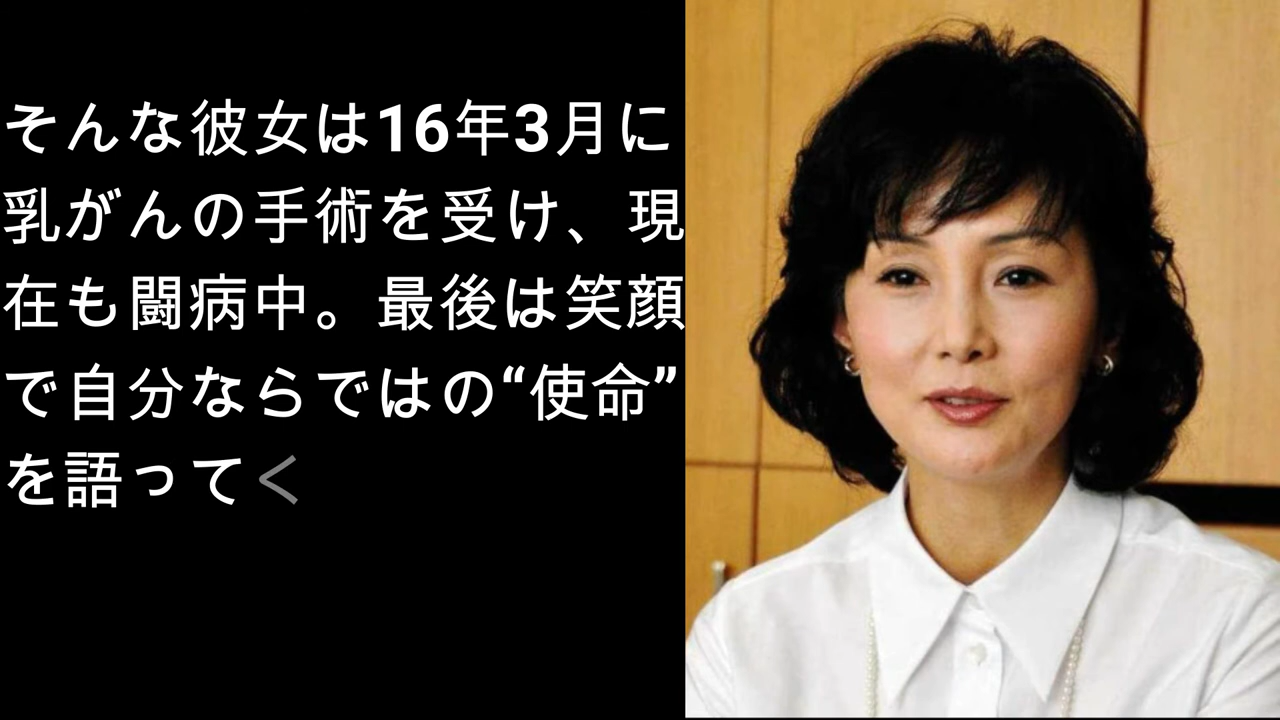 そんな彼女は16年3月に
乳がんの手術を受け、現
在も闘病中。最後は笑顔
で自分ならではの“使命”
を語ってく